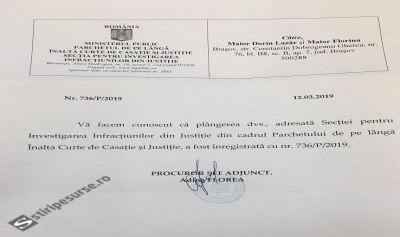 ROMÂNIA
MINISTERUL PUBLIC
PARCHETUL DE PE LÂNGĂ
ÎNALTA CURTE DE CASAȚIE ȘI JUSTIȚIE
SECȚIA PENTRU INVESTIGAREA
INFRACȚIUNILOR DIN JUSTIȚIE
Către,
Maior Dorin Lazăr și Maior Florina
Brașov, str. Constantin Dobrogeanu Gherea, nr.
76, bl. B8, sc. B, ap. 7, jud. Brașov
500288
Nr. 736/P/2019
12.03.2019
Vă facem cunoscut că plângerea dvs., adresată Secției pentru
Investigarea Infracțiunilor din Justiție din cadrul Parchetului de pe lângă
Înalta Curte de Casație și Justiție, a fost înregistrată cu nr. 736/P/2019.
PROCUROR ȘEF ADJUNCT,
Adina FLOREA
stiripesurse.ro